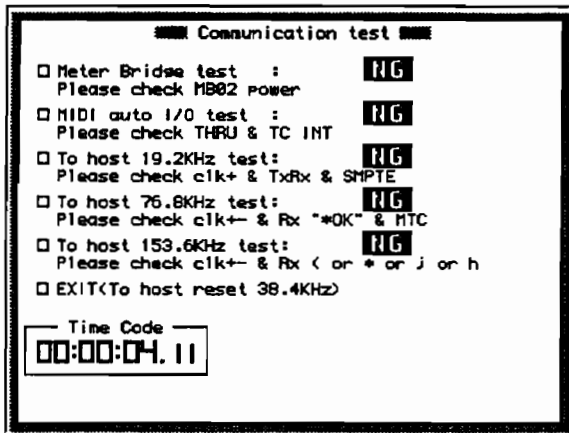 Communication test
Meter Bridge test : NG
Please check MB02 power
MIDI auto I/O test : NG
Please check THRU & TC INT
To host 19.2KHz test: NG
Please check clk+ & TxRx & SMPTE
To host 76.8KHz test: NG
Please check clk+- & Rx "*OK" & MTC
To host 153.6KHz test: NG
Please check clk+- & Rx ( or * or j or h
EXIT(To host reset 38.4KHz)
Time Code
00:00:04.11